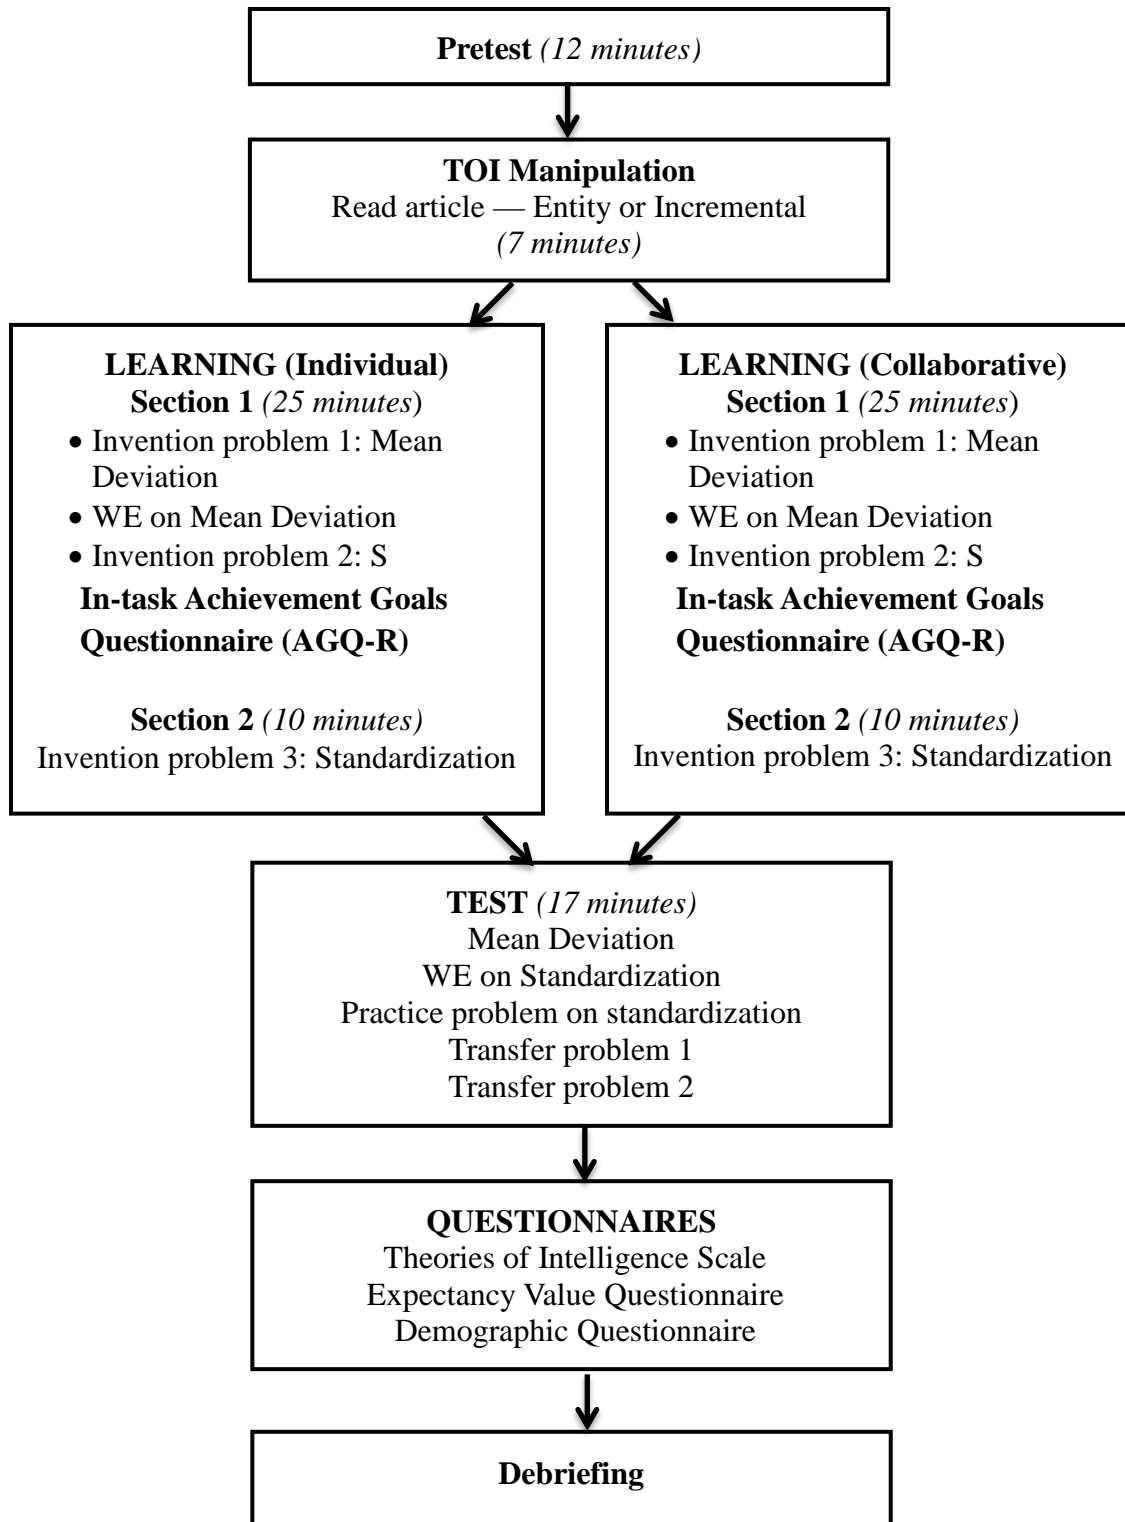 Pretest (12 minutes)
TOI Manipulation
Read article — Entity or Incremental
(7 minutes)
LEARNING (Individual)
Section 1 (25 minutes)
• Invention problem 1: Mean
Deviation
• WE on Mean Deviation
• Invention problem 2: S
In-task Achievement Goals
Questionnaire (AGQ-R)
Section 2 (10 minutes)
Invention problem 3: Standardization
LEARNING (Collaborative)
Section 1 (25 minutes)
• Invention problem 1: Mean
Deviation
• WE on Mean Deviation
• Invention problem 2: S
In-task Achievement Goals
Questionnaire (AGQ-R)
Section 2 (10 minutes)
Invention problem 3: Standardization
TEST (17 minutes)
Mean Deviation
WE on Standardization
Practice problem on standardization
Transfer problem 1
Transfer problem 2
QUESTIONNAIRES
Theories of Intelligence Scale
Expectancy Value Questionnaire
Demographic Questionnaire
Debriefing